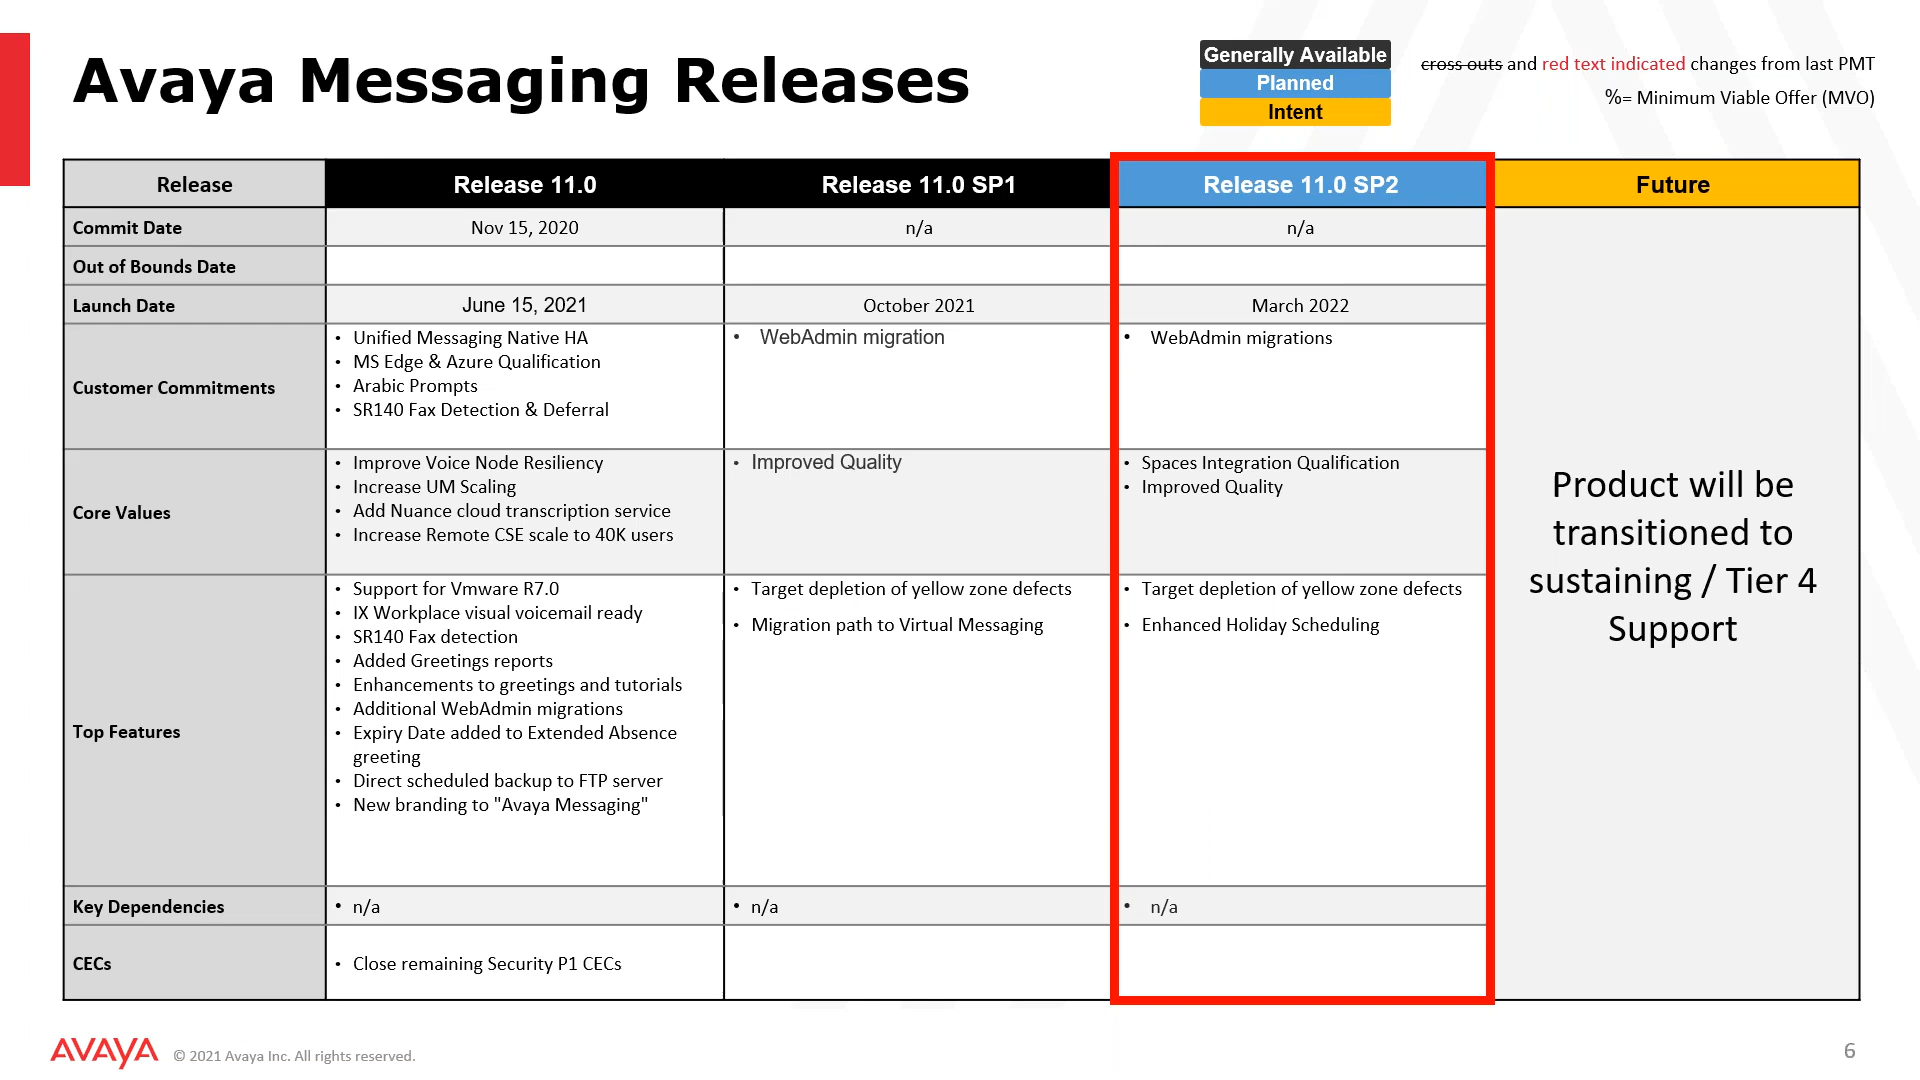 Avaya Messaging Releases
Generally Available
Planned
Intent
cross outs and red text indicated changes from last PMT
%= Minimum Viable Offer (MVO)
Release
Release 11.0
Release 11.0 SP1
Release 11.0 SP2
Future
Commit Date
Nov 15, 2020
n/a
n/a
Out of Bounds Date
Launch Date
June 15, 2021
October 2021
March 2022
Customer Commitments
• Unified Messaging Native HA
• MS Edge & Azure Qualification
• Arabic Prompts
• SR140 Fax Detection & Deferral
• WebAdmin migration
• WebAdmin migrations
Core Values
• Improve Voice Node Resiliency
• Increase UM Scaling
• Add Nuance cloud transcription service
• Increase Remote CSE scale to 40K users
• Improved Quality
• Spaces Integration Qualification
• Improved Quality
Top Features
• Support for Vmware R7.0
• IX Workplace visual voicemail ready
• SR140 Fax detection
• Added Greetings reports
• Enhancements to greetings and tutorials
• Additional WebAdmin migrations
• Expiry Date added to Extended Absence
greeting
• Direct scheduled backup to FTP server
• New branding to "Avaya Messaging"
• Target depletion of yellow zone defects
• Migration path to Virtual Messaging
• Target depletion of yellow zone defects
• Enhanced Holiday Scheduling
Product will be
transitioned to
sustaining / Tier 4
Support
Key Dependencies
• n/a
• n/a
• n/a
CECs
• Close remaining Security P1 CECs
AVAYA
© 2021 Avaya Inc. All rights reserved.
6